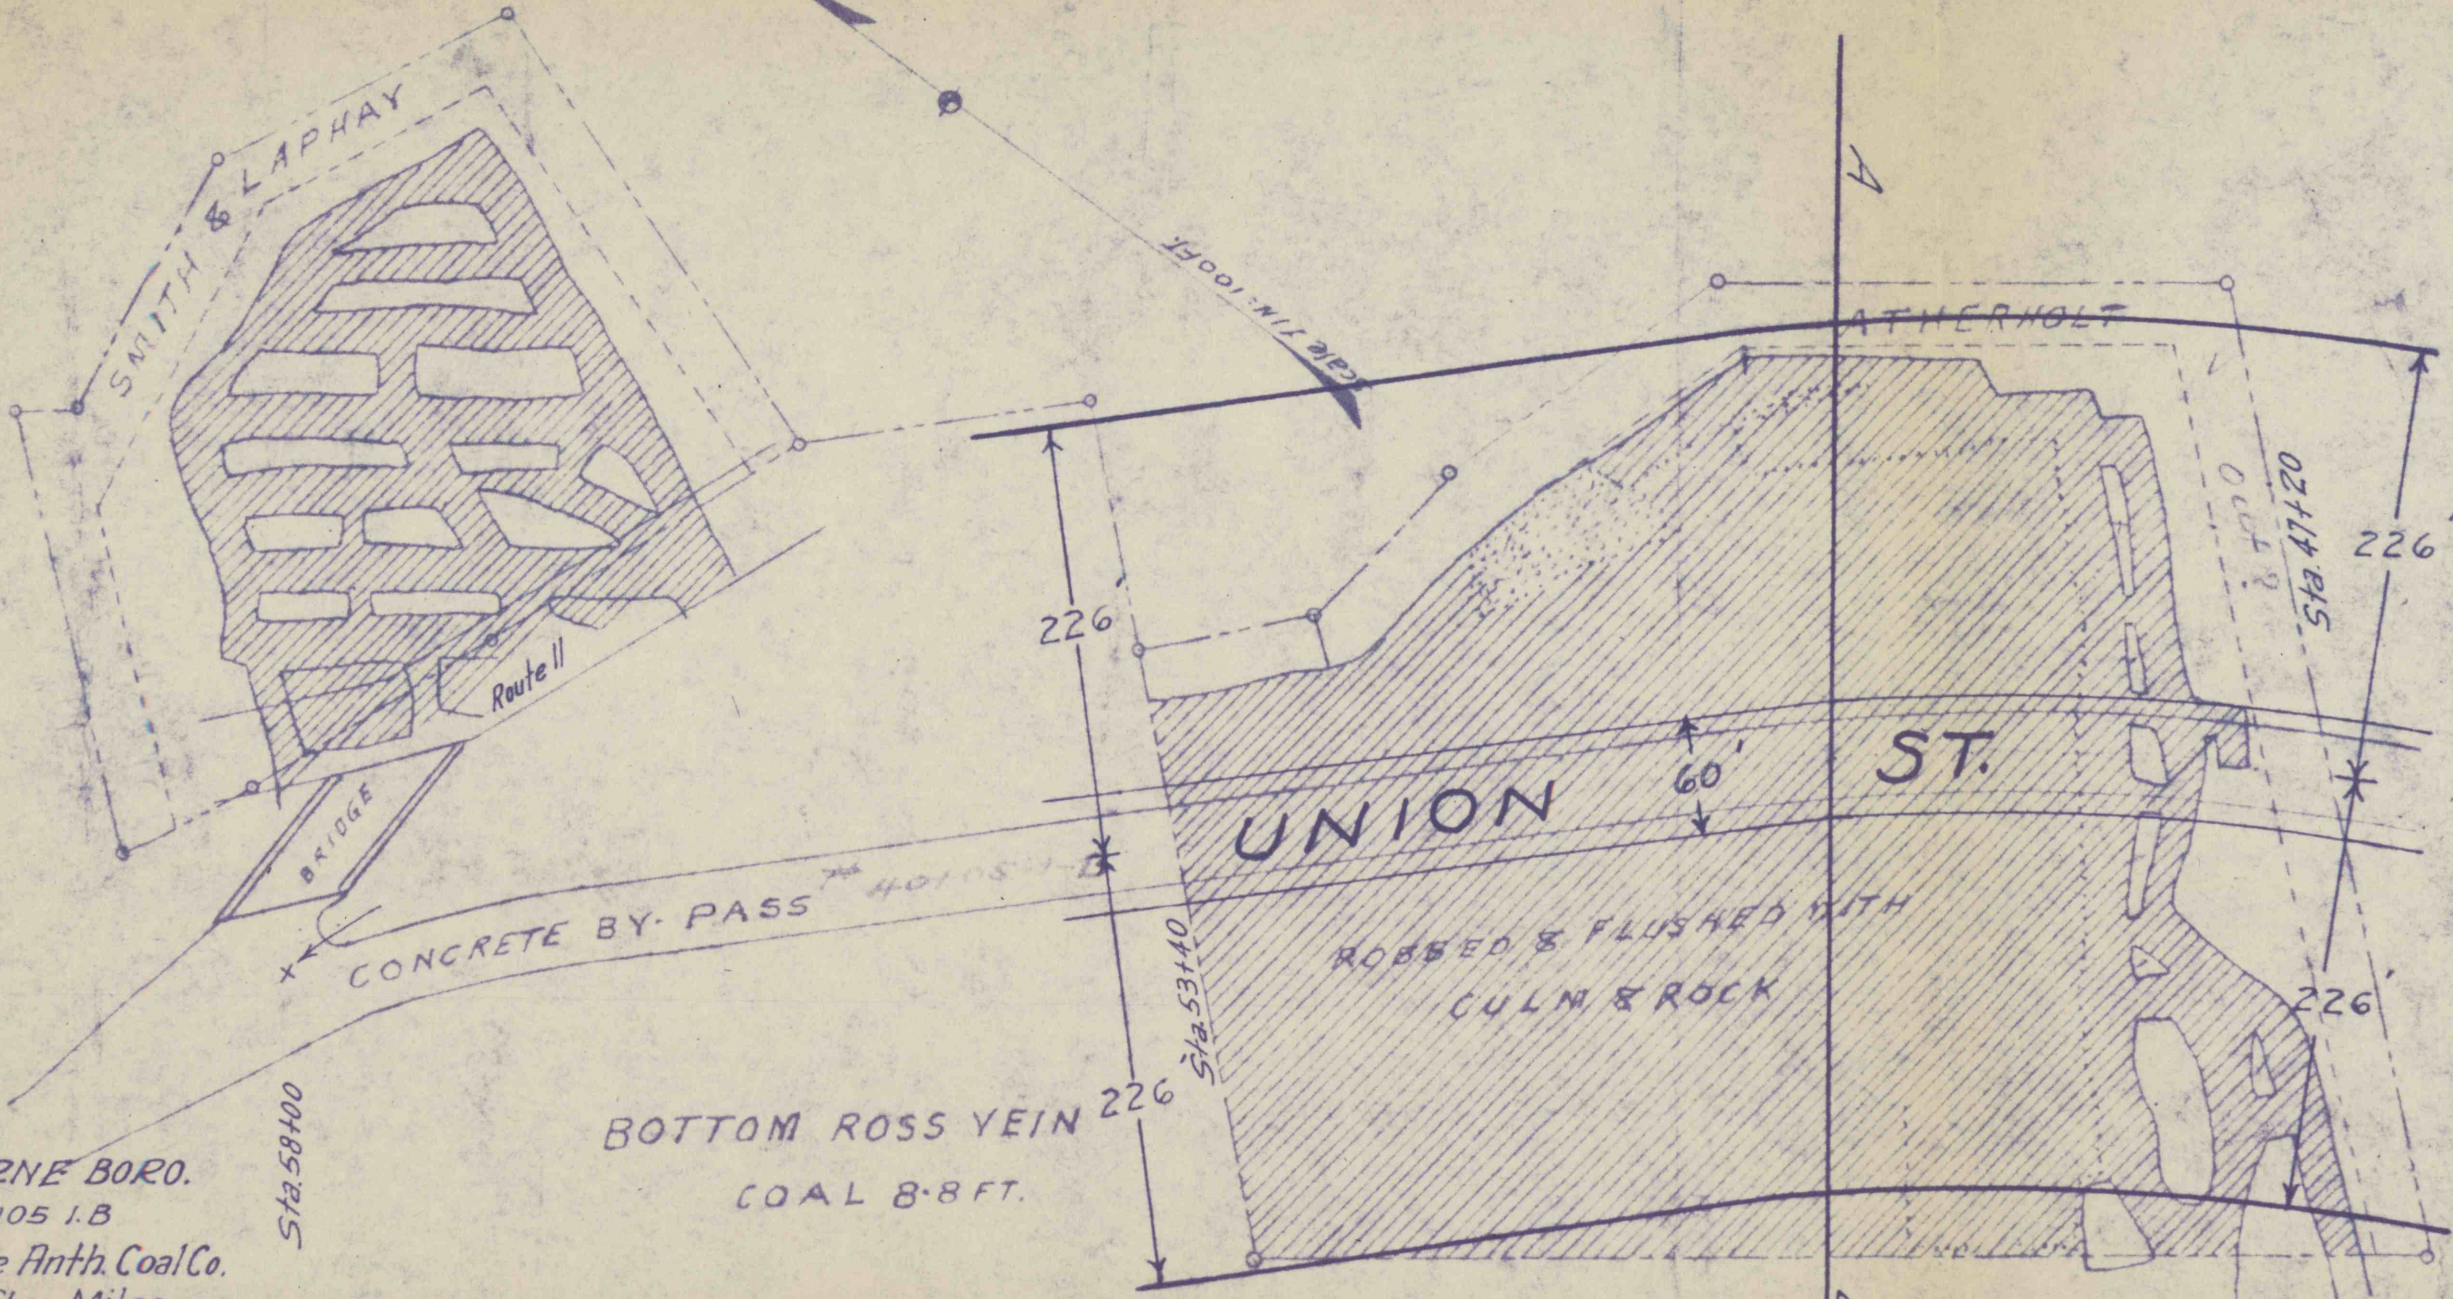 SMITH & LAPHAY
A
Scale 1 IN: 100 Ft.
ATHERHOLT
226'
226'
Sta. 47+20
Route 11
BRIDGE
60'
UNION ST.
CONCRETE BY-PASS
Sta. 53+40
ROBBED & FLUSHED WITH
CULM & ROCK
226'
226
BOTTOM ROSS VEIN
COAL 8.8 FT.
Sta. 58+00
RNE BORO.
05 1.B
e Anth. Coal Co.